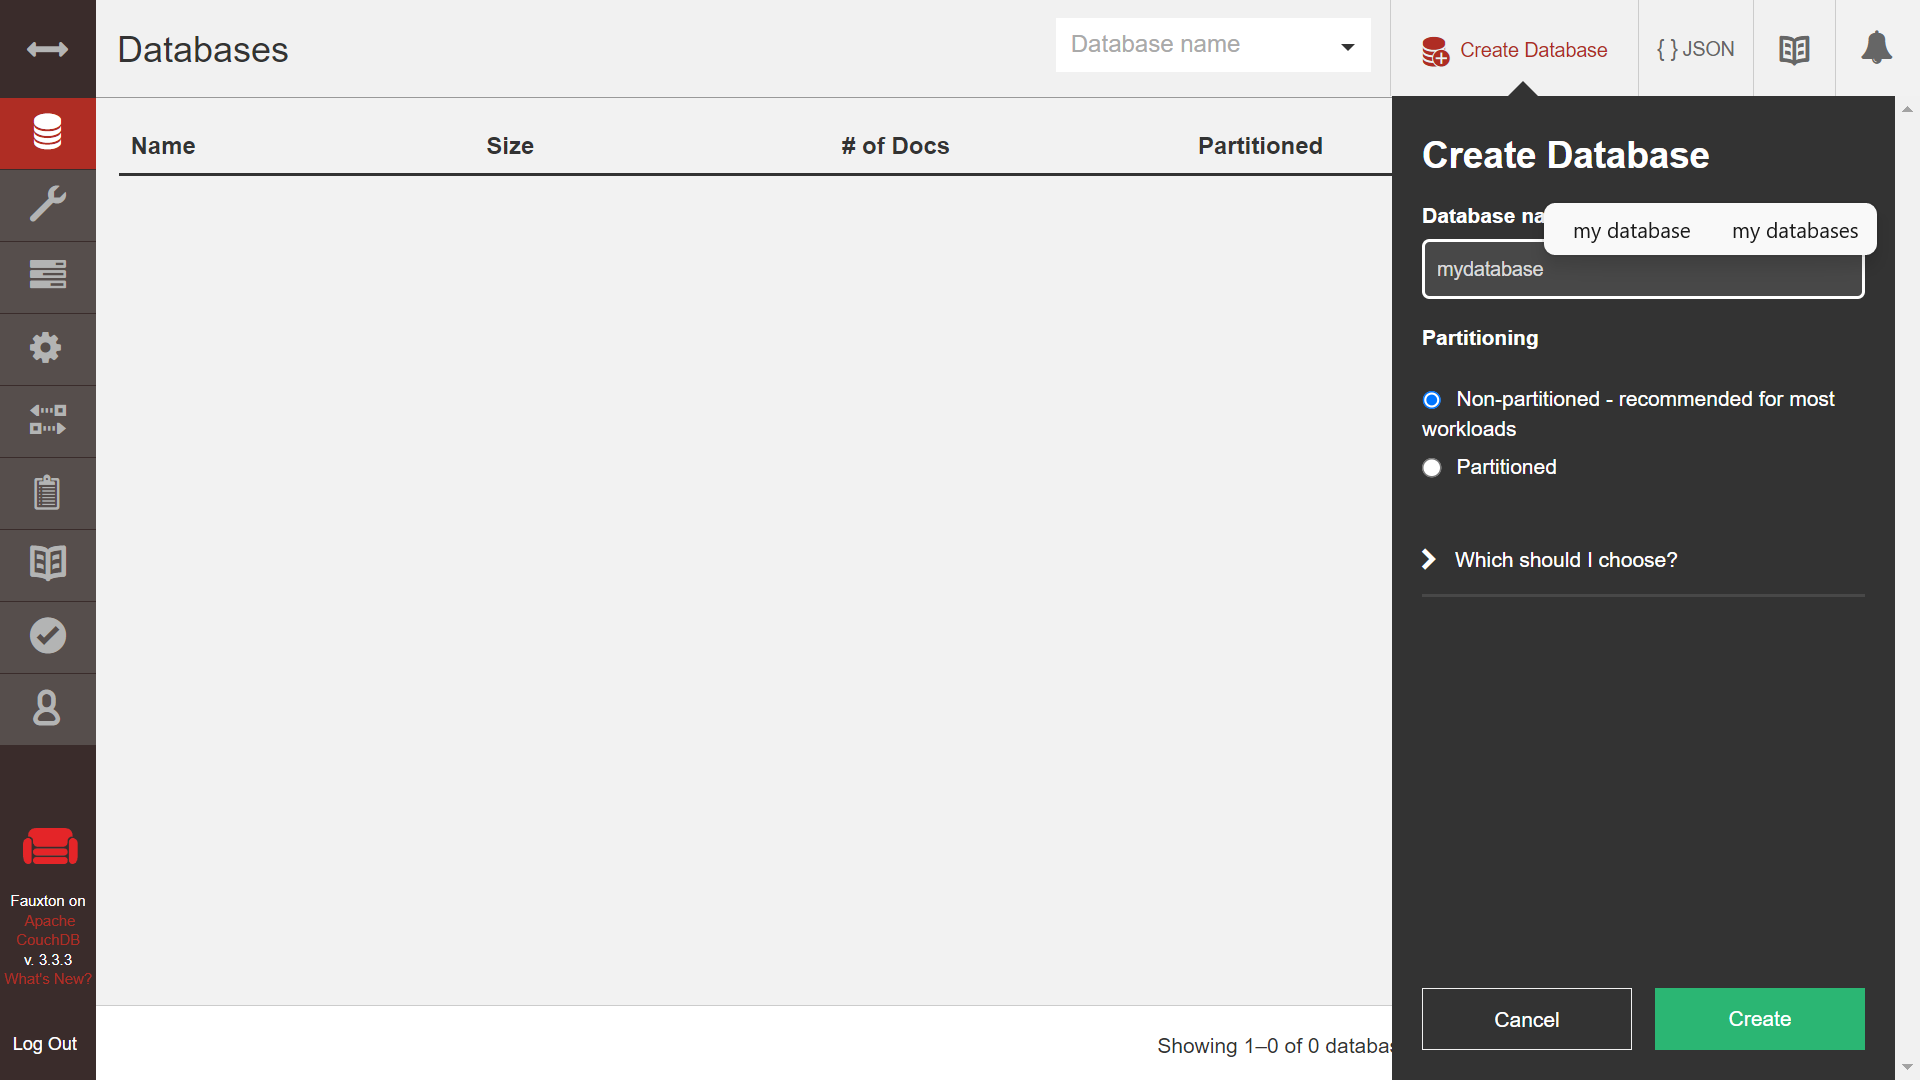 Databases
Database name
Create Database
{ } JSON
Name
Size
# of Docs
Partitioned
Create Database
Database na
my database
my databases
mydatabase
Partitioning
Non-partitioned - recommended for most
workloads
Partitioned
Which should I choose?
Fauxton on
Apache
CouchDB
v. 3.3.3
What's New?
Log Out
Showing 1–0 of 0 databas
Cancel
Create